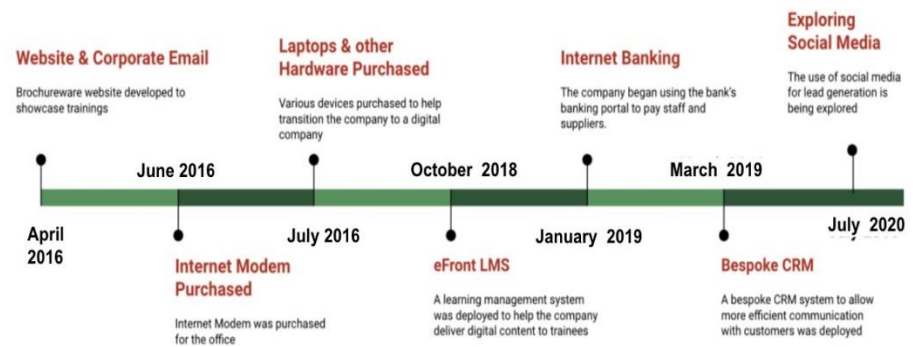 Website & Corporate Email
Brochureware website developed to
showcase trainings
Laptops & other
Hardware Purchased
Various devices purchased to help
transition the company to a digital
company
Internet Banking
The company began using the bank's
banking portal to pay staff and
suppliers.
Exploring
Social Media
The use of social media
for lead generation is
being explored
June 2016
October 2018
March 2019
April
2016
July 2016
January 2019
July 2020
Internet Modem
Purchased
Internet Modem was purchased
for the office
eFront LMS
A learning management system
was deployed to help the company
deliver digital content to trainees
Bespoke CRM
A bespoke CRM system to allow
more efficient communication
with customers was deployed